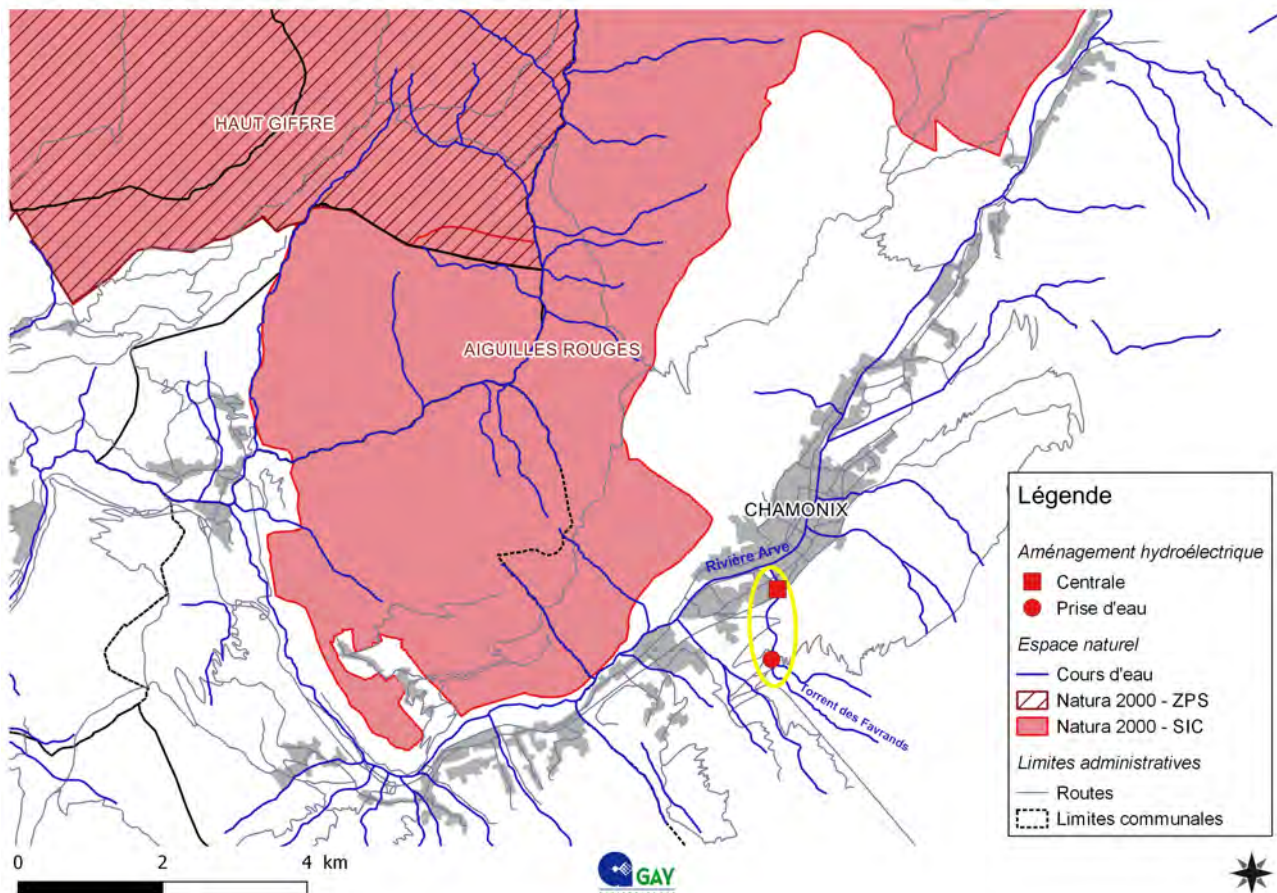 HAUT GIFFRE
AIGUILLES ROUGES
CHAMONIX
Rivière Arve
Torrent des Favrands
Légende
Aménagement hydroélectrique
Centrale
Prise d'eau
Espace naturel
Cours d'eau
Natura 2000 - ZPS
Natura 2000 - SIC
Limites administratives
Routes
Limites communales
0 2 4 km
GAY